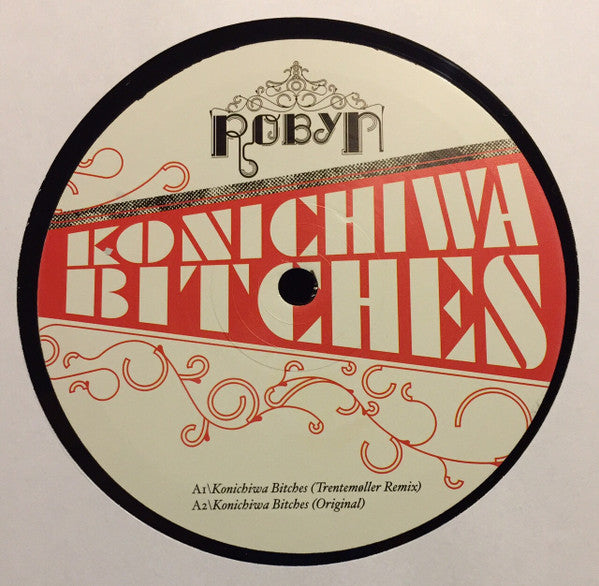 ROBYN
KONICHIWA
BITCHES
A1\Konichiwa Bitches (Trentemøller Remix)
A2\Konichiwa Bitches (Original)